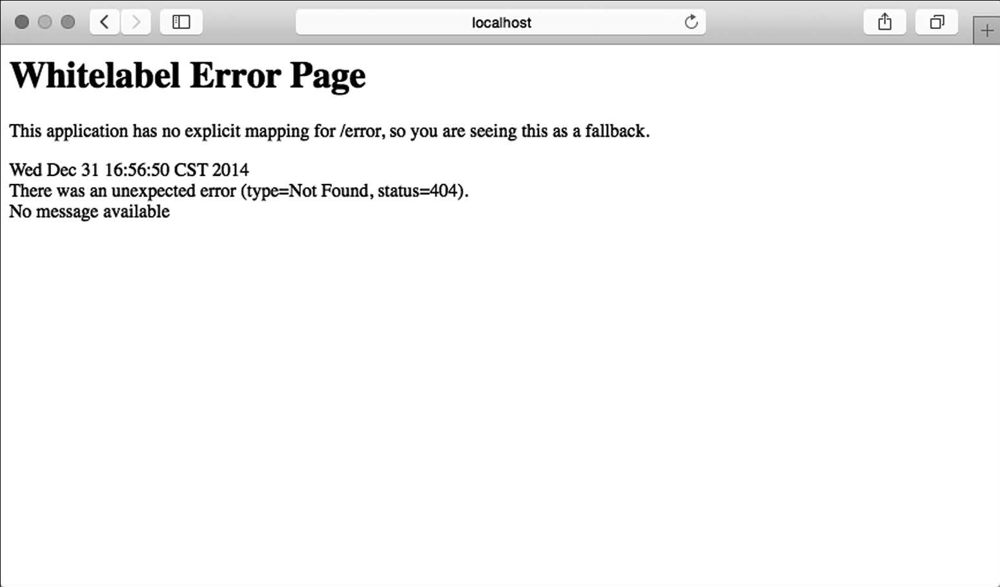 localhost
Whitelabel Error Page
This application has no explicit mapping for /error, so you are seeing this as a fallback.
Wed Dec 31 16:56:50 CST 2014
There was an unexpected error (type=Not Found, status=404).
No message available